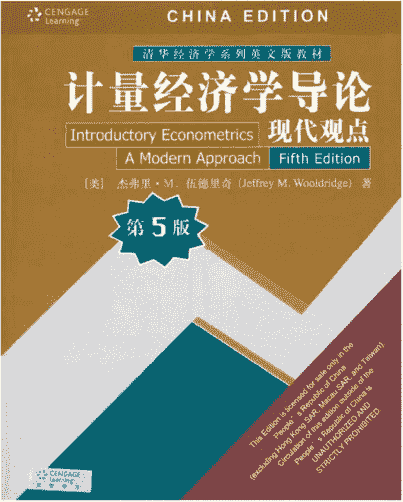 CENGAGE
Learning™
CHINA EDITION
清华经济学系列英文版教材
计量经济学导论
Introductory Econometrics 现代观点
A Modern Approach Fifth Edition
[美] 杰弗里·M. 伍德里奇 (Jeffrey M. Wooldridge) 著
第5版
This Edition is licensed for sale only in the
People's Republic of China
(excluding Hong Kong SAR, Macau SAR, and Taiwan).
Circulation of this edition outside of the
People's Republic of China is
UNAUTHORIZED AND
STRICTLY PROHIBITED.
CENGAGE
Learning